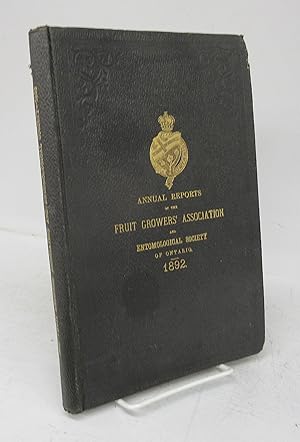 ANNUAL REPORTS
OF THE
FRUIT GROWERS' ASSOCIATION
AND
ENTOMOLOGICAL SOCIETY
OF ONTARIO.
1892.